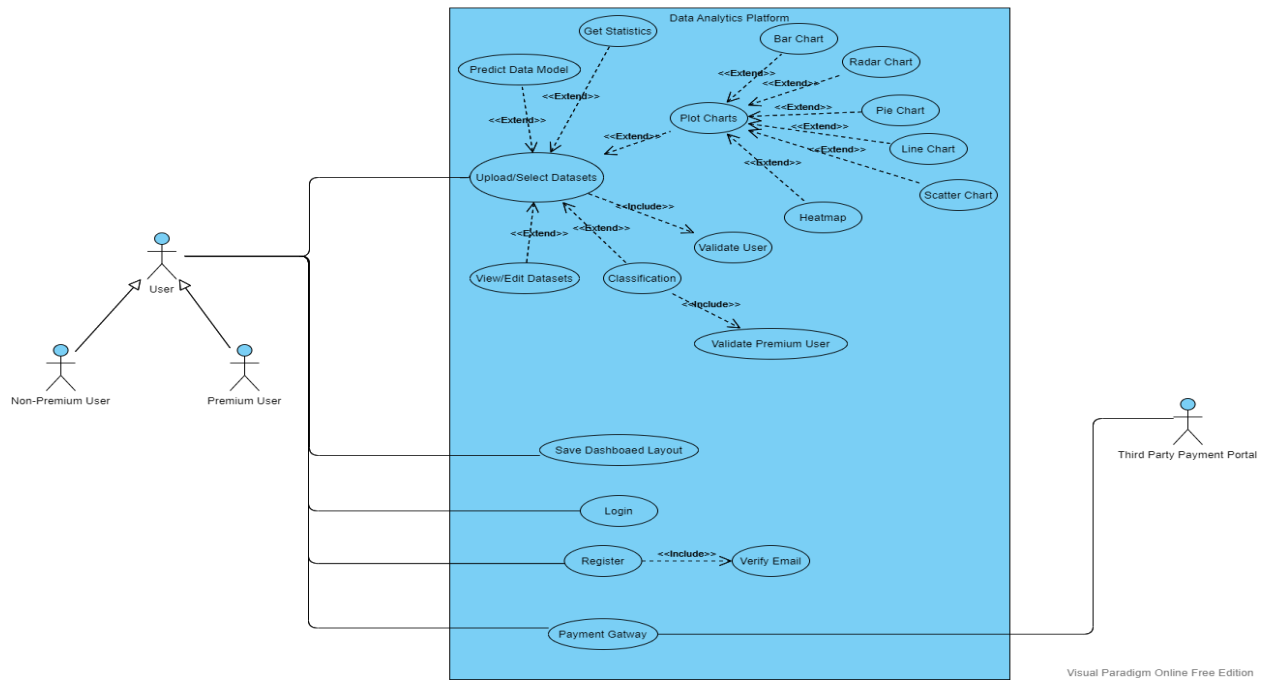 Data Analytics Platform
Get Statistics
Bar Chart
Radar Chart
Predict Data Model
<<Extend>>
<<Extend>>
<<Extend>>
Pie Chart
<<Extend>>
Plot Charts
<<Extend>>
<<Extend>>
<<Extend>>
<<Extend>>
Line Chart
<<Extend>>
<<Extend>>
Upload/Select Datasets
Scatter Chart
<<Include>>
Heatmap
<<Extend>>
<<Extend>>
Validate User
View/Edit Datasets
Classification
User
<<Include>>
Validate Premium User
Non-Premium User
Premium User
Save Dashboaed Layout
Third Party Payment Portal
Login
<<Include>>
Register
Verify Email
Payment Gatway
Visual Paradigm Online Free Edition